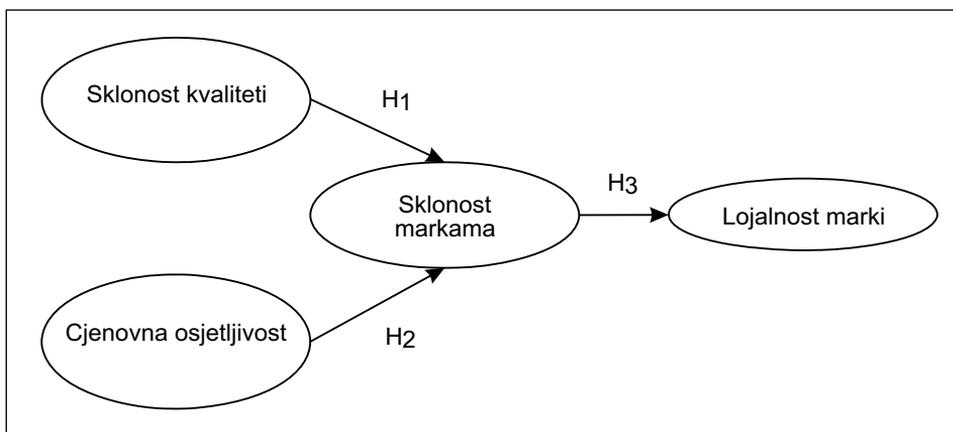 Sklonost kvaliteti
H1
Sklonost
markama
H3
Lojalnost marki
Cjenovna osjetljivost
H2